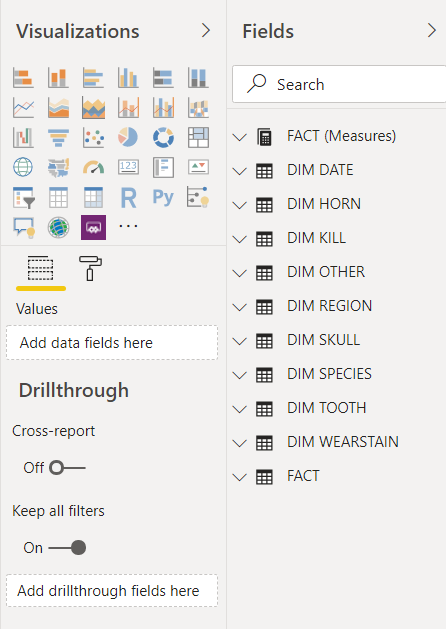 Visualizations
R
Py
123
Values
Add data fields here
Drillthrough
Cross-report
Off
Keep all filters
On
Add drillthrough fields here
Fields
Search
FACT (Measures)
DIM DATE
DIM HORN
DIM KILL
DIM OTHER
DIM REGION
DIM SKULL
DIM SPECIES
DIM TOOTH
DIM WEARSTAIN
FACT